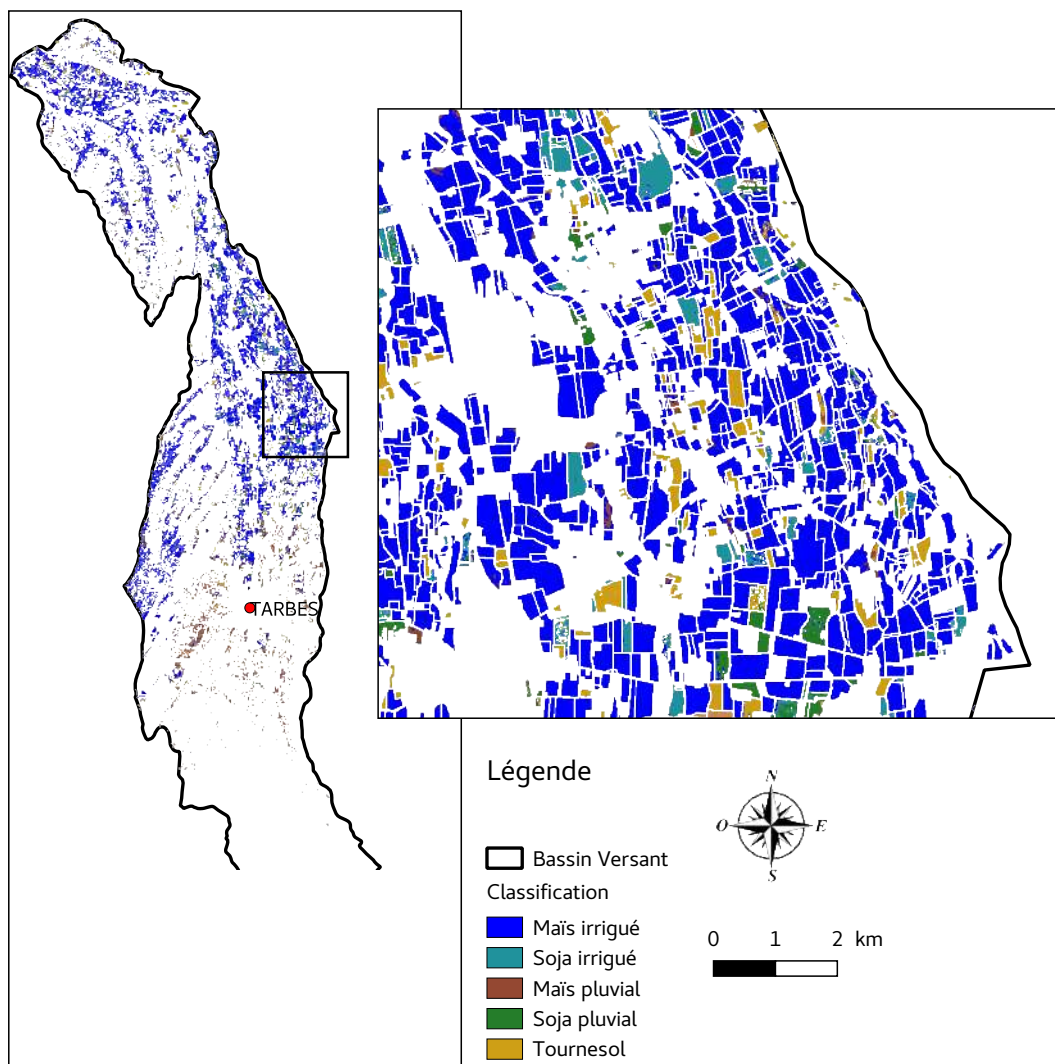 TARBES
Légende
N
O
E
S
Bassin Versant
Classification
Maïs irrigué
Soja irrigué
Maïs pluvial
Soja pluvial
Tournesol
0 1 2 km